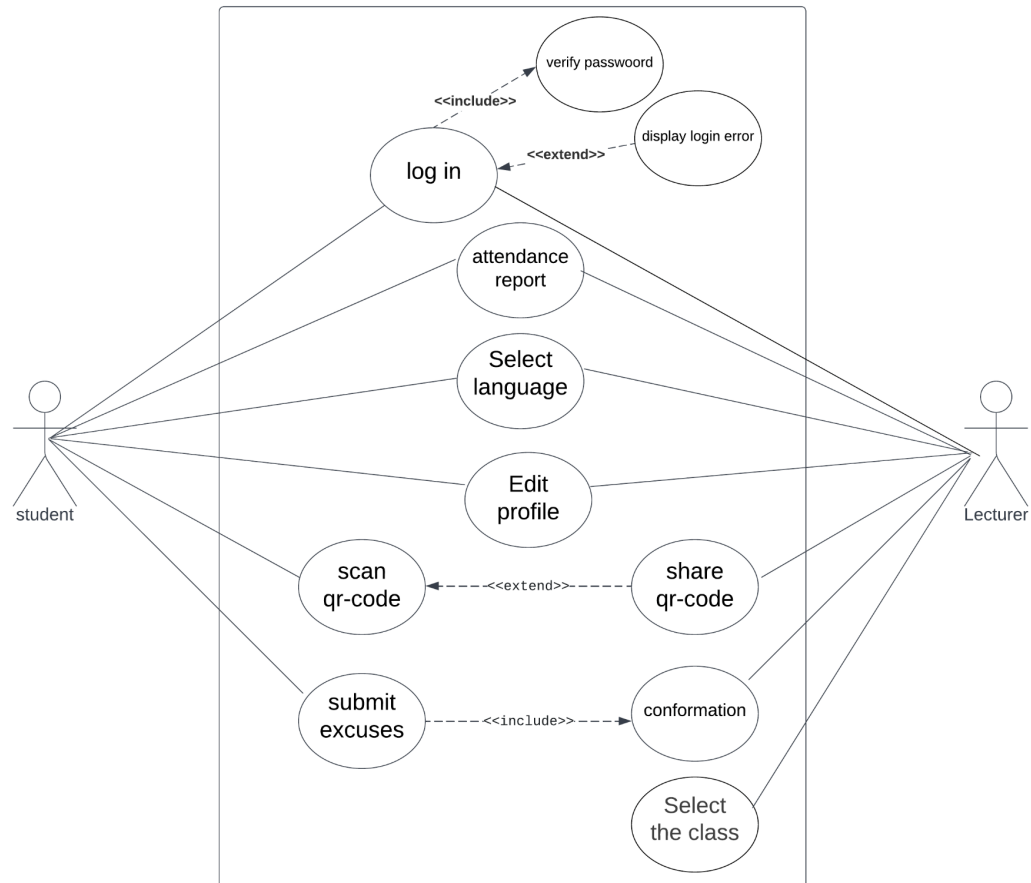 verify passwoord
<<include>>
display login error
<<extend>>
log in
attendance
report
Select
language
Edit
profile
student
Lecturer
scan
qr-code
<<extend>>
share
qr-code
submit
excuses
<<include>>
conformation
Select
the class